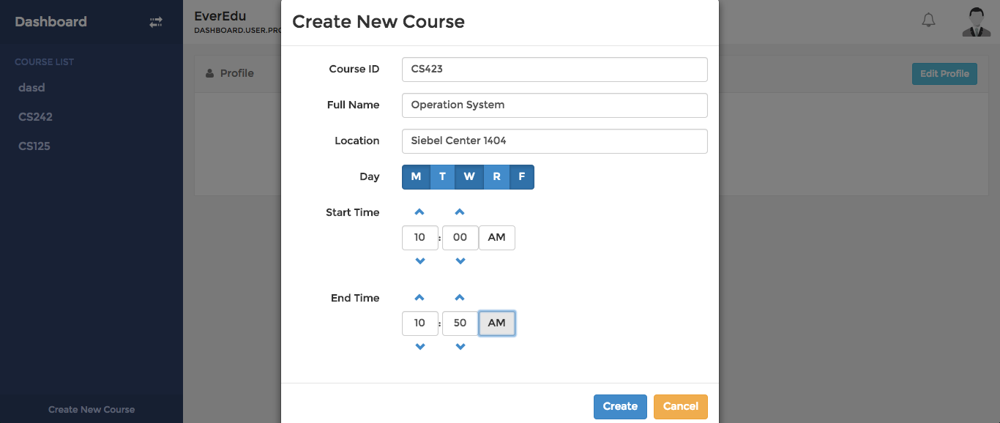 Dashboard
EverEdu
DASHBOARD.USER.PRO
COURSE LIST
dasd
CS242
CS125
Create New Course
Profile
Edit Profile
Create New Course
Course ID CS423
Full Name Operation System
Location Siebel Center 1404
Day M T W R F
Start Time
10 : 00 AM
End Time
10 : 50 AM
Create Cancel